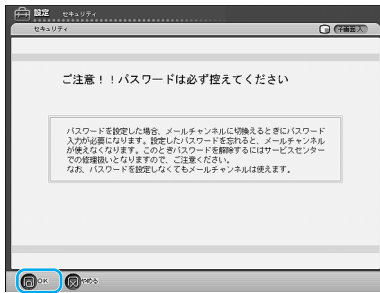 設定 セキュリティ
セキュリティ 子画面入
ご注意！！パスワードは必ず控えてください
パスワードを設定した場合、メールチャンネルに切換えるときにパスワード
入力が必要になります。設定したパスワードを忘れると、メールチャンネル
が使えなくなります。このときパスワードを解除するにはサービスセンター
での修理扱いとなりますので、ご注意ください。
なお、パスワードを設定しなくてもメールチャンネルは使えます。
OK やめる